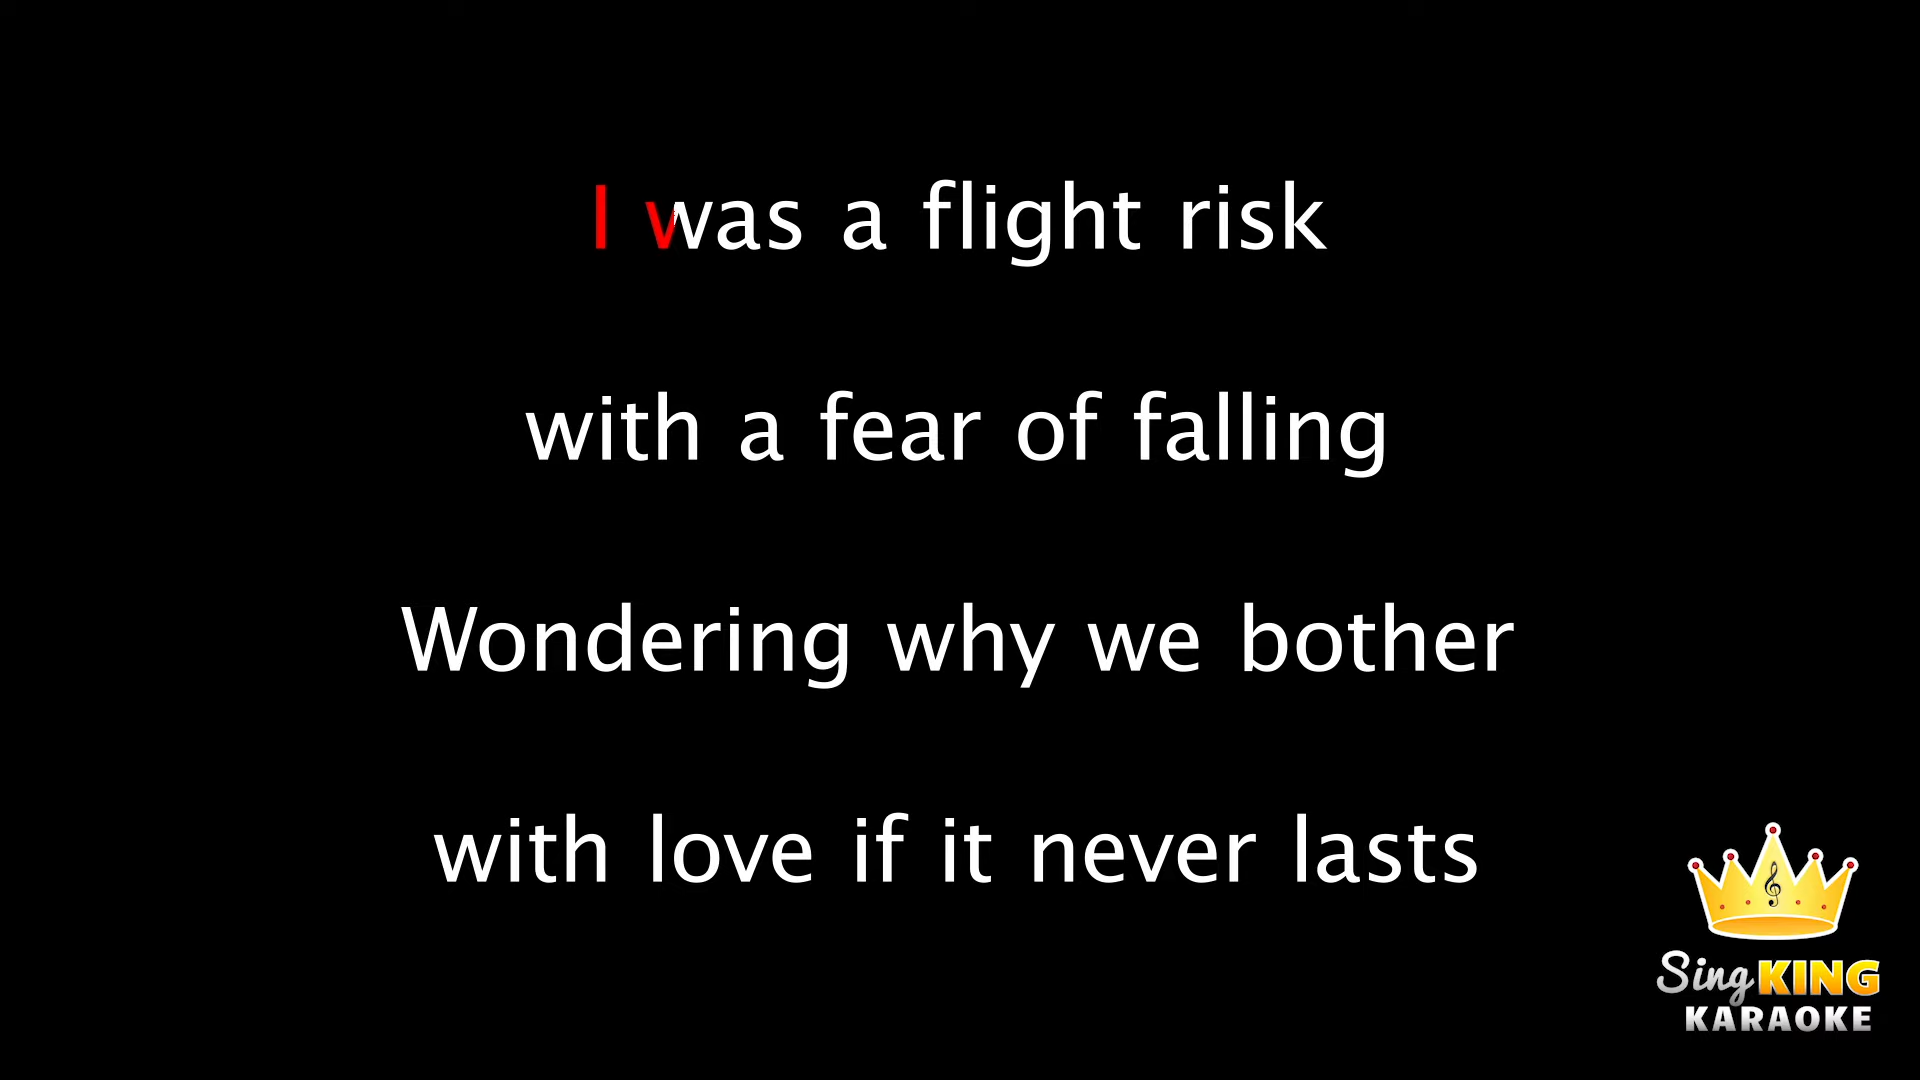 I was a flight risk
with a fear of falling
Wondering why we bother
with love if it never lasts
Sing KING
KARAOKE